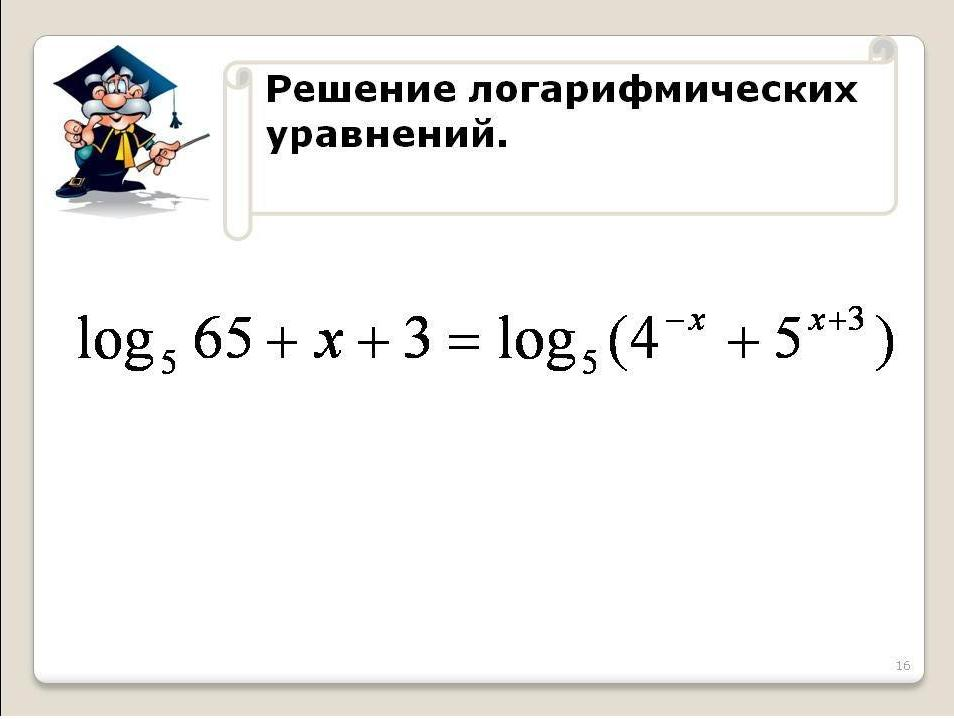 Решение логарифмических
уравнений.
log₅ 65 + x + 3 = log₅ (4⁻ˣ + 5ˣ⁺³)
16